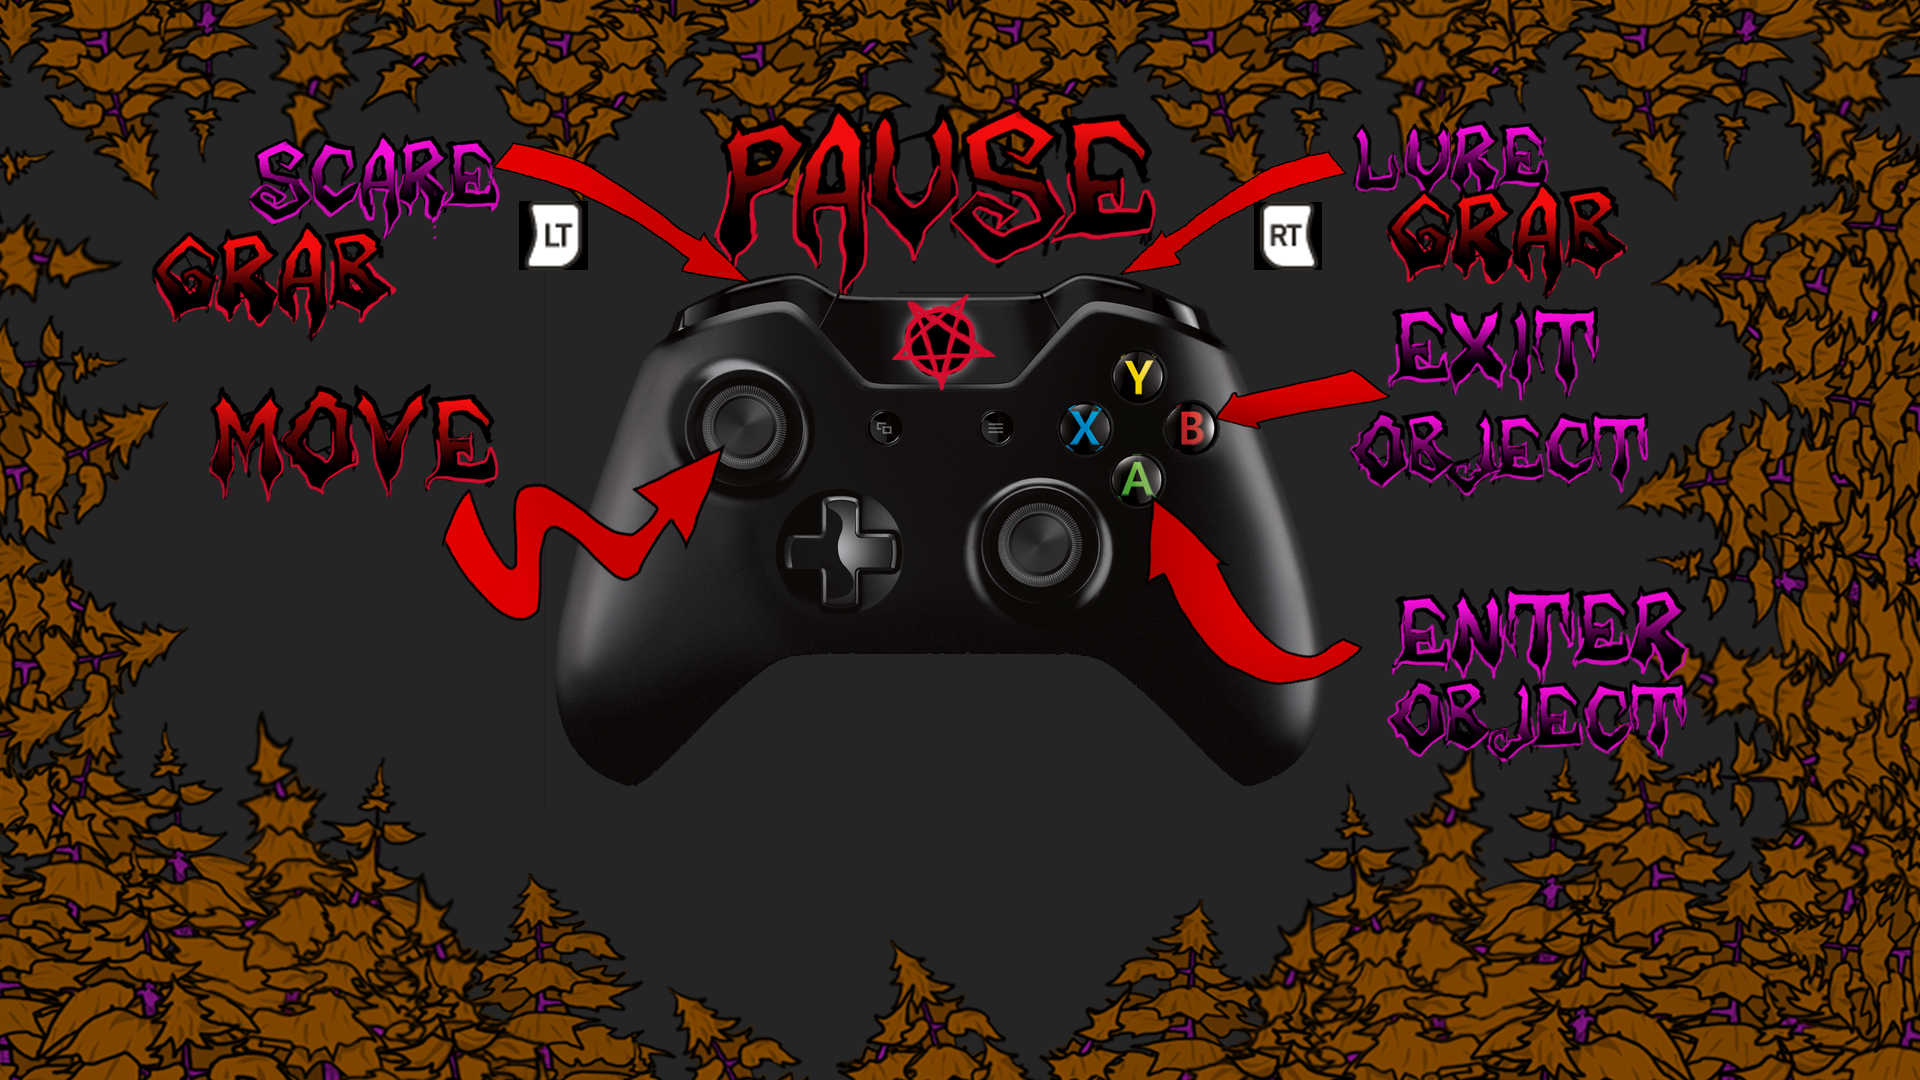 PAUSE
SCARE
GRAB
LT
MOVE
RT
LURE
GRAB
EXIT
OBJECT
Y
X
B
A
ENTER
OBJECT